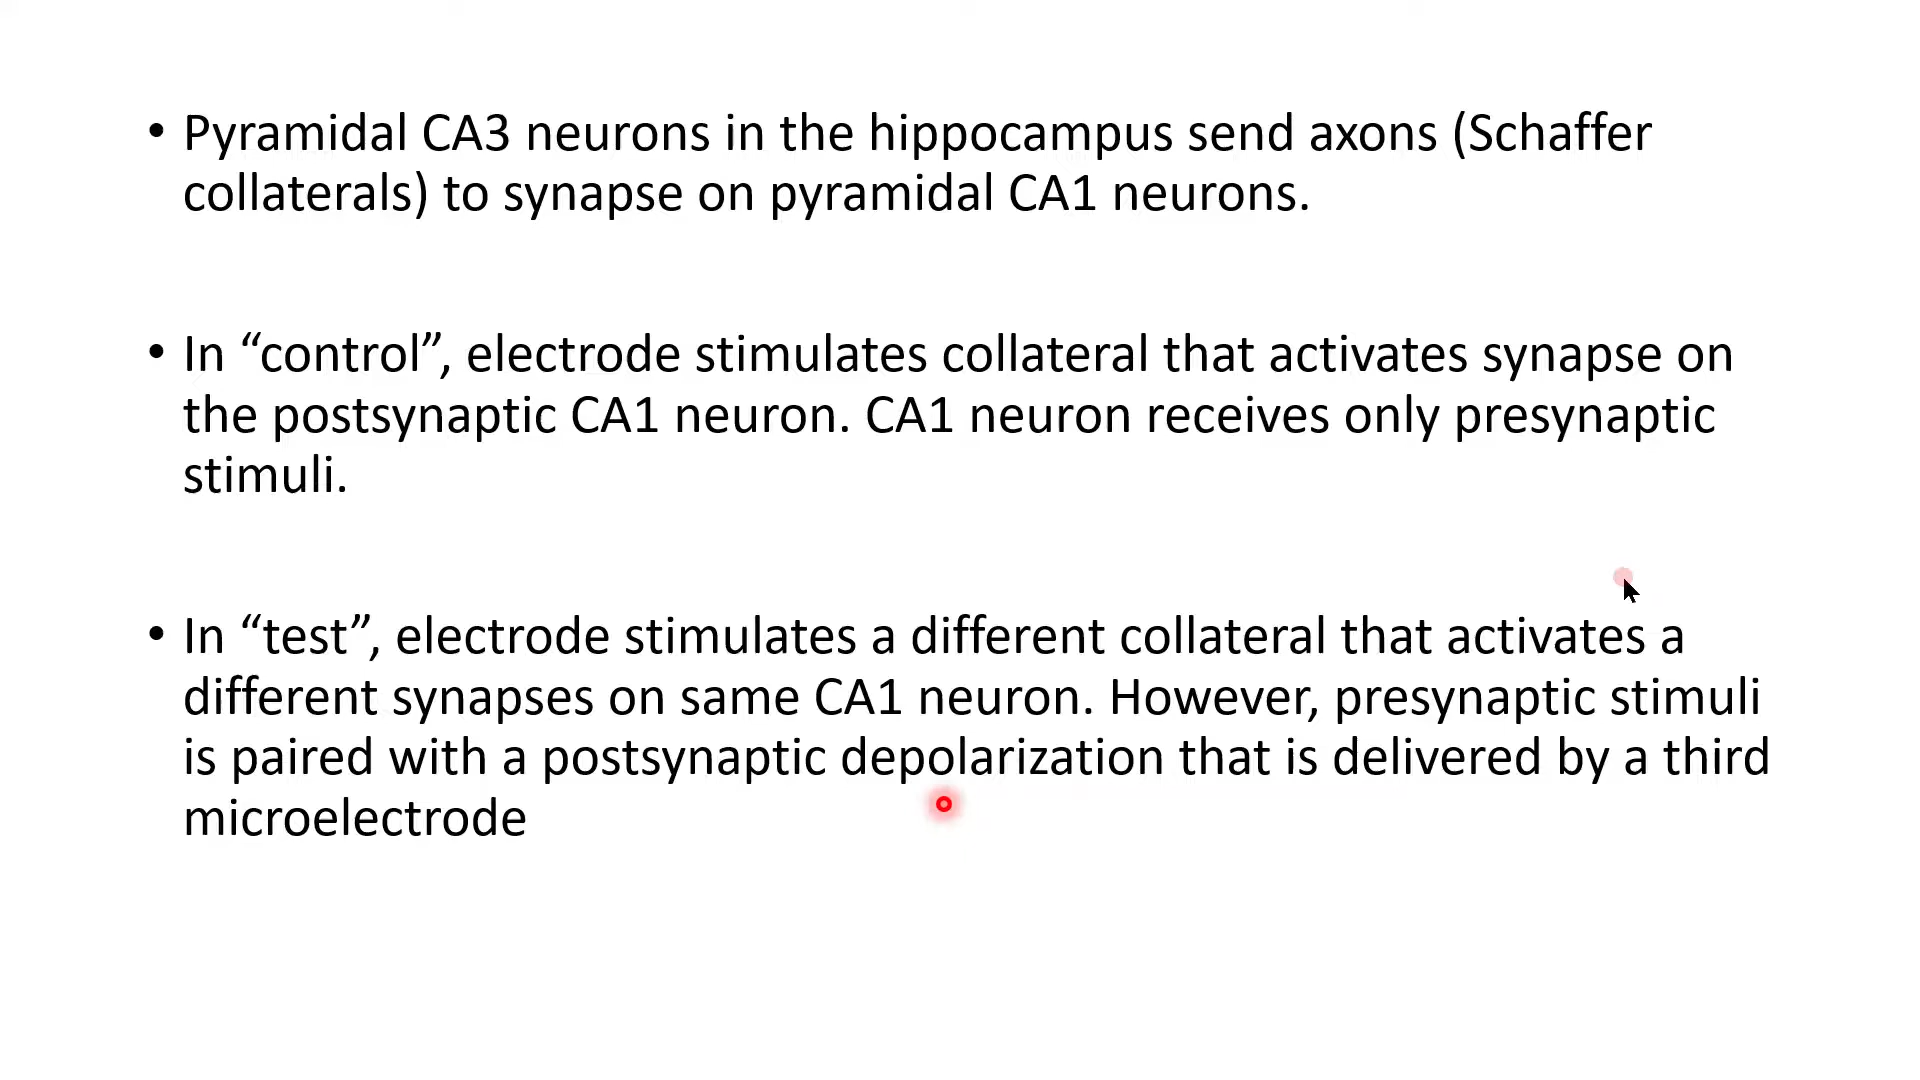 • Pyramidal CA3 neurons in the hippocampus send axons (Schaffer
collaterals) to synapse on pyramidal CA1 neurons.
• In “control”, electrode stimulates collateral that activates synapse on
the postsynaptic CA1 neuron. CA1 neuron receives only presynaptic
stimuli.
• In “test”, electrode stimulates a different collateral that activates a
different synapses on same CA1 neuron. However, presynaptic stimuli
is paired with a postsynaptic depolarization that is delivered by a third
microelectrode